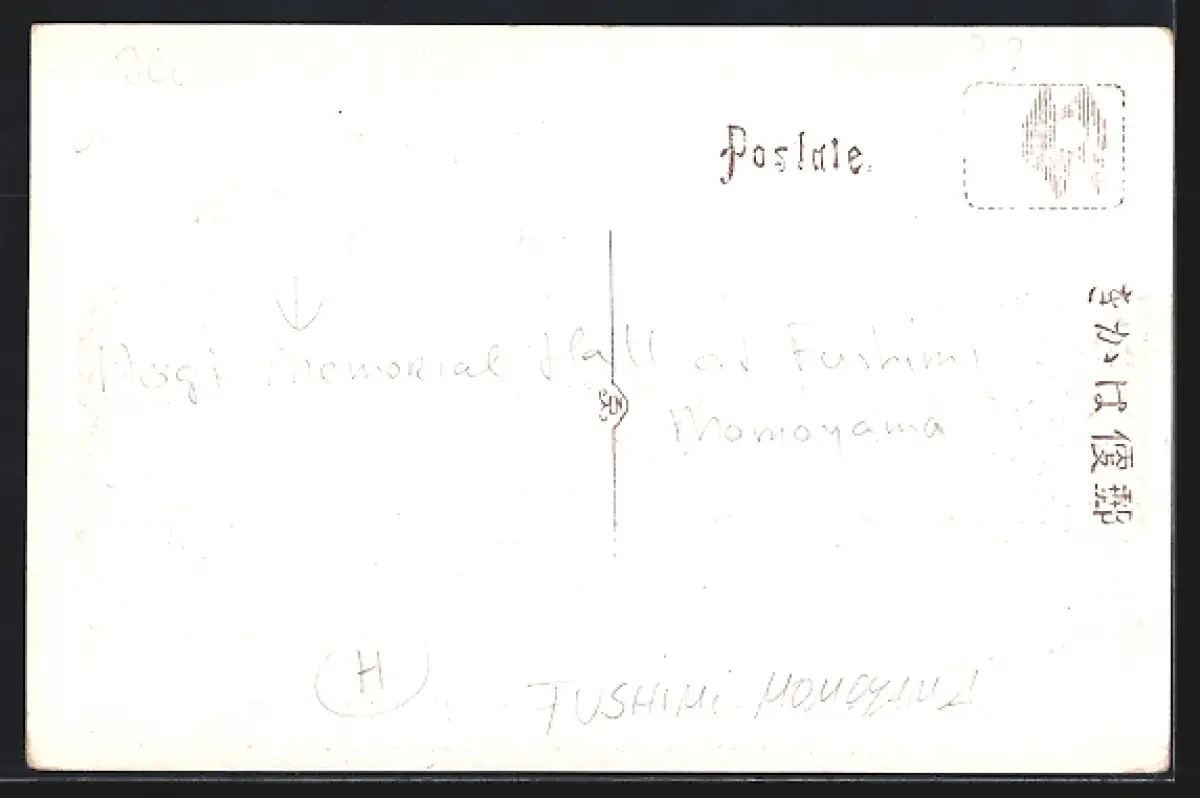 Postale.
きかは便郵
Nogi Memorial Hall at Fushimi
Momoyama
H
FUSHIMI MOMOYAMA